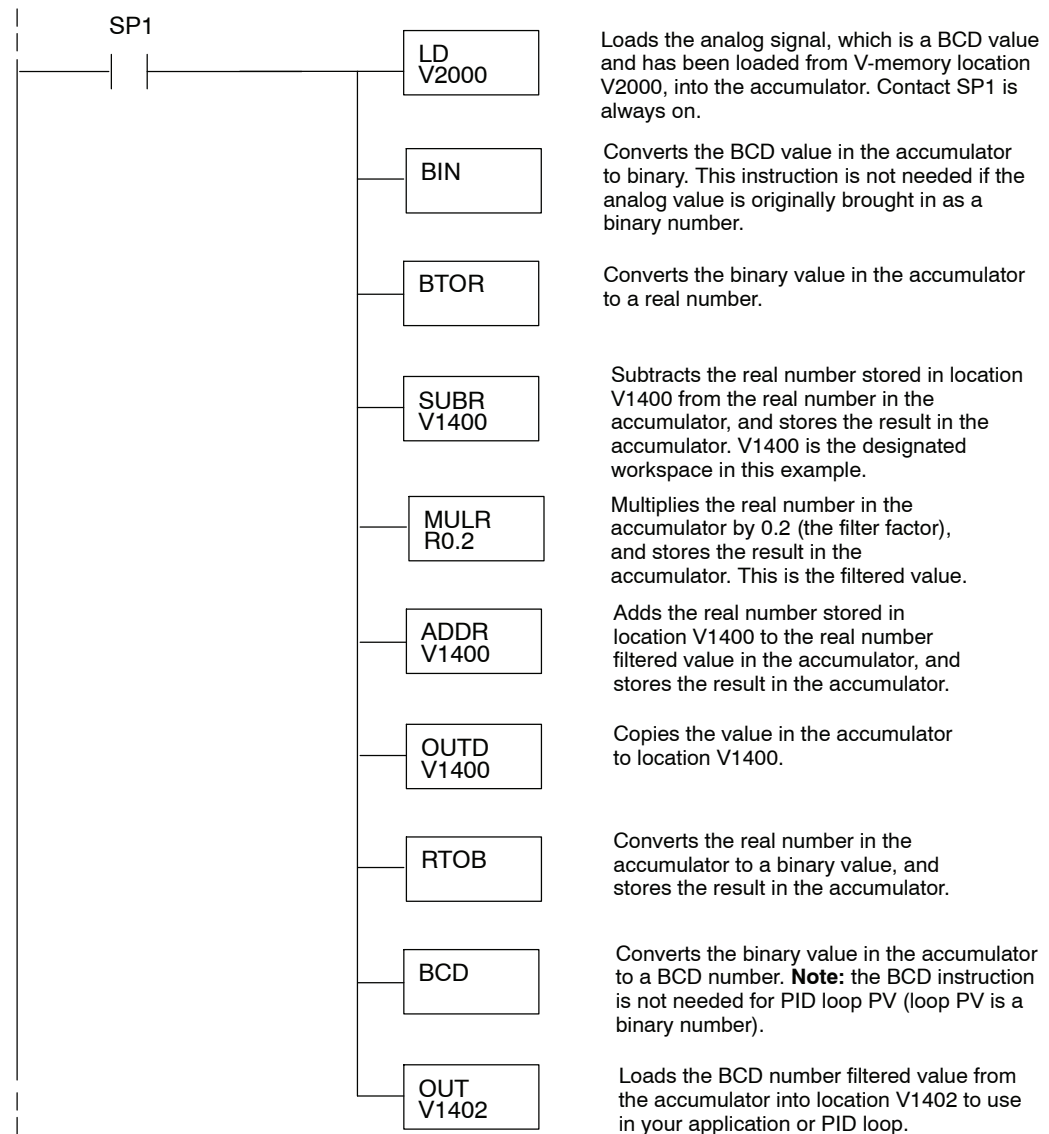 SP1
LD
V2000
Loads the analog signal, which is a BCD value
and has been loaded from V-memory location
V2000, into the accumulator. Contact SP1 is
always on.
BIN
Converts the BCD value in the accumulator
to binary. This instruction is not needed if the
analog value is originally brought in as a
binary number.
BTOR
Converts the binary value in the accumulator
to a real number.
SUBR
V1400
Subtracts the real number stored in location
V1400 from the real number in the
accumulator, and stores the result in the
accumulator. V1400 is the designated
workspace in this example.
MULR
R0.2
Multiplies the real number in the
accumulator by 0.2 (the filter factor),
and stores the result in the
accumulator. This is the filtered value.
ADDR
V1400
Adds the real number stored in
location V1400 to the real number
filtered value in the accumulator, and
stores the result in the accumulator.
OUTD
V1400
Copies the value in the accumulator
to location V1400.
RTOB
Converts the real number in the
accumulator to a binary value, and
stores the result in the accumulator.
BCD
Converts the binary value in the accumulator
to a BCD number. Note: the BCD instruction
is not needed for PID loop PV (loop PV is a
binary number).
OUT
V1402
Loads the BCD number filtered value from
the accumulator into location V1402 to use
in your application or PID loop.